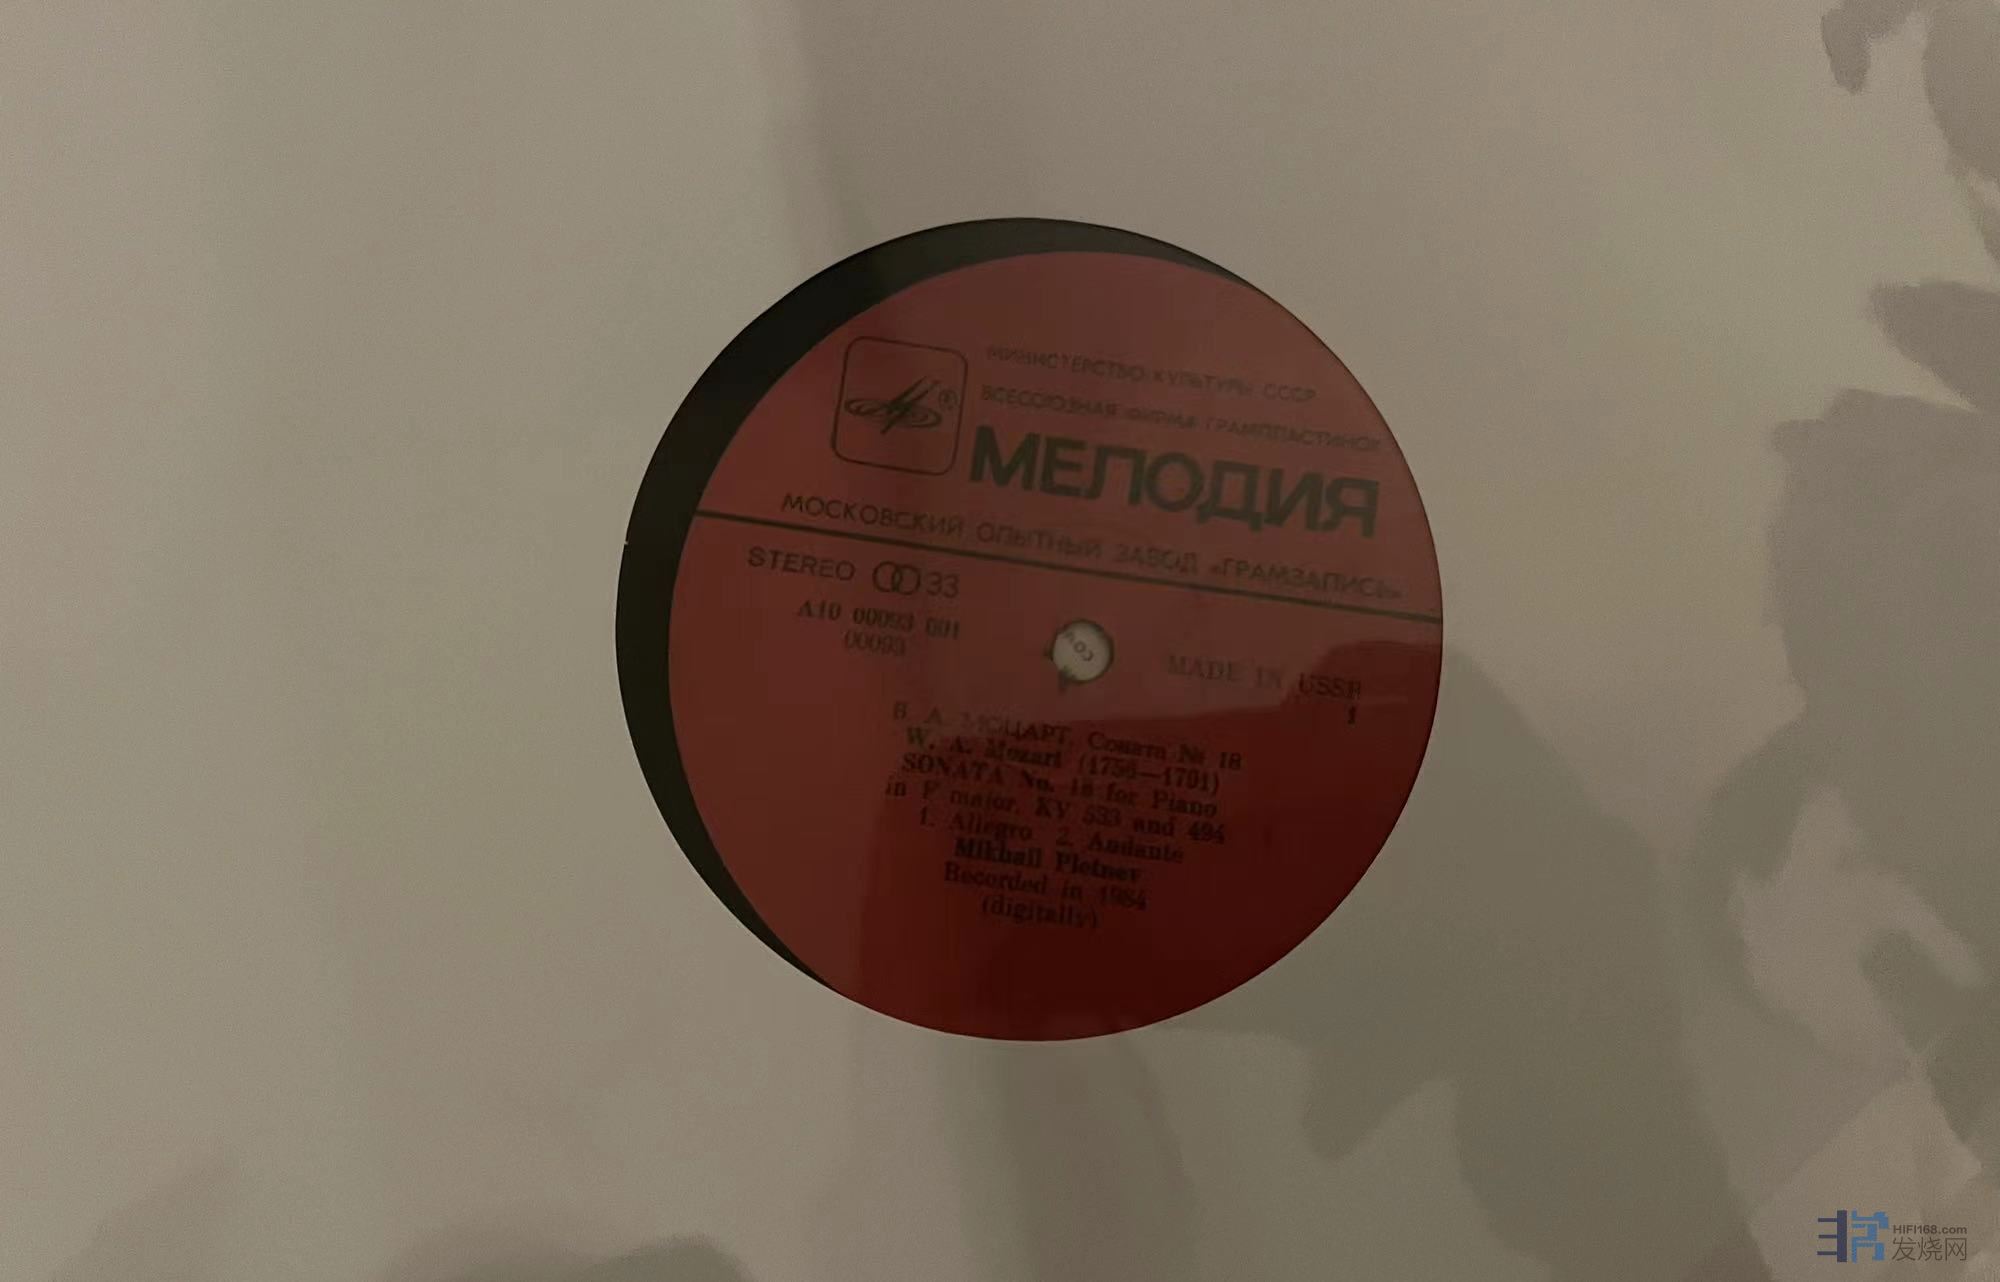 МИНИСТЕРСТВО КУЛЬТУРЫ СССР
ВСЕСОЮЗНАЯ ФИРМА ГРАМПЛАСТИНОК
МЕЛОДИЯ
МОСКОВСКИЙ ОПЫТНЫЙ ЗАВОД «ГРАМЗАПИСЬ»
STEREO 33
A10 00093 001
00093
MADE IN USSR
1
В. А. МОЦАРТ. Соната № 18
W. A. Mozart (1756—1791)
SONATA No. 18 for Piano
in F major. KV 533 and 494
1. Allegro 2. Andante
Mikhail Pletnev
Recorded in 1984
(digitally)
HIFI168.com
发烧网